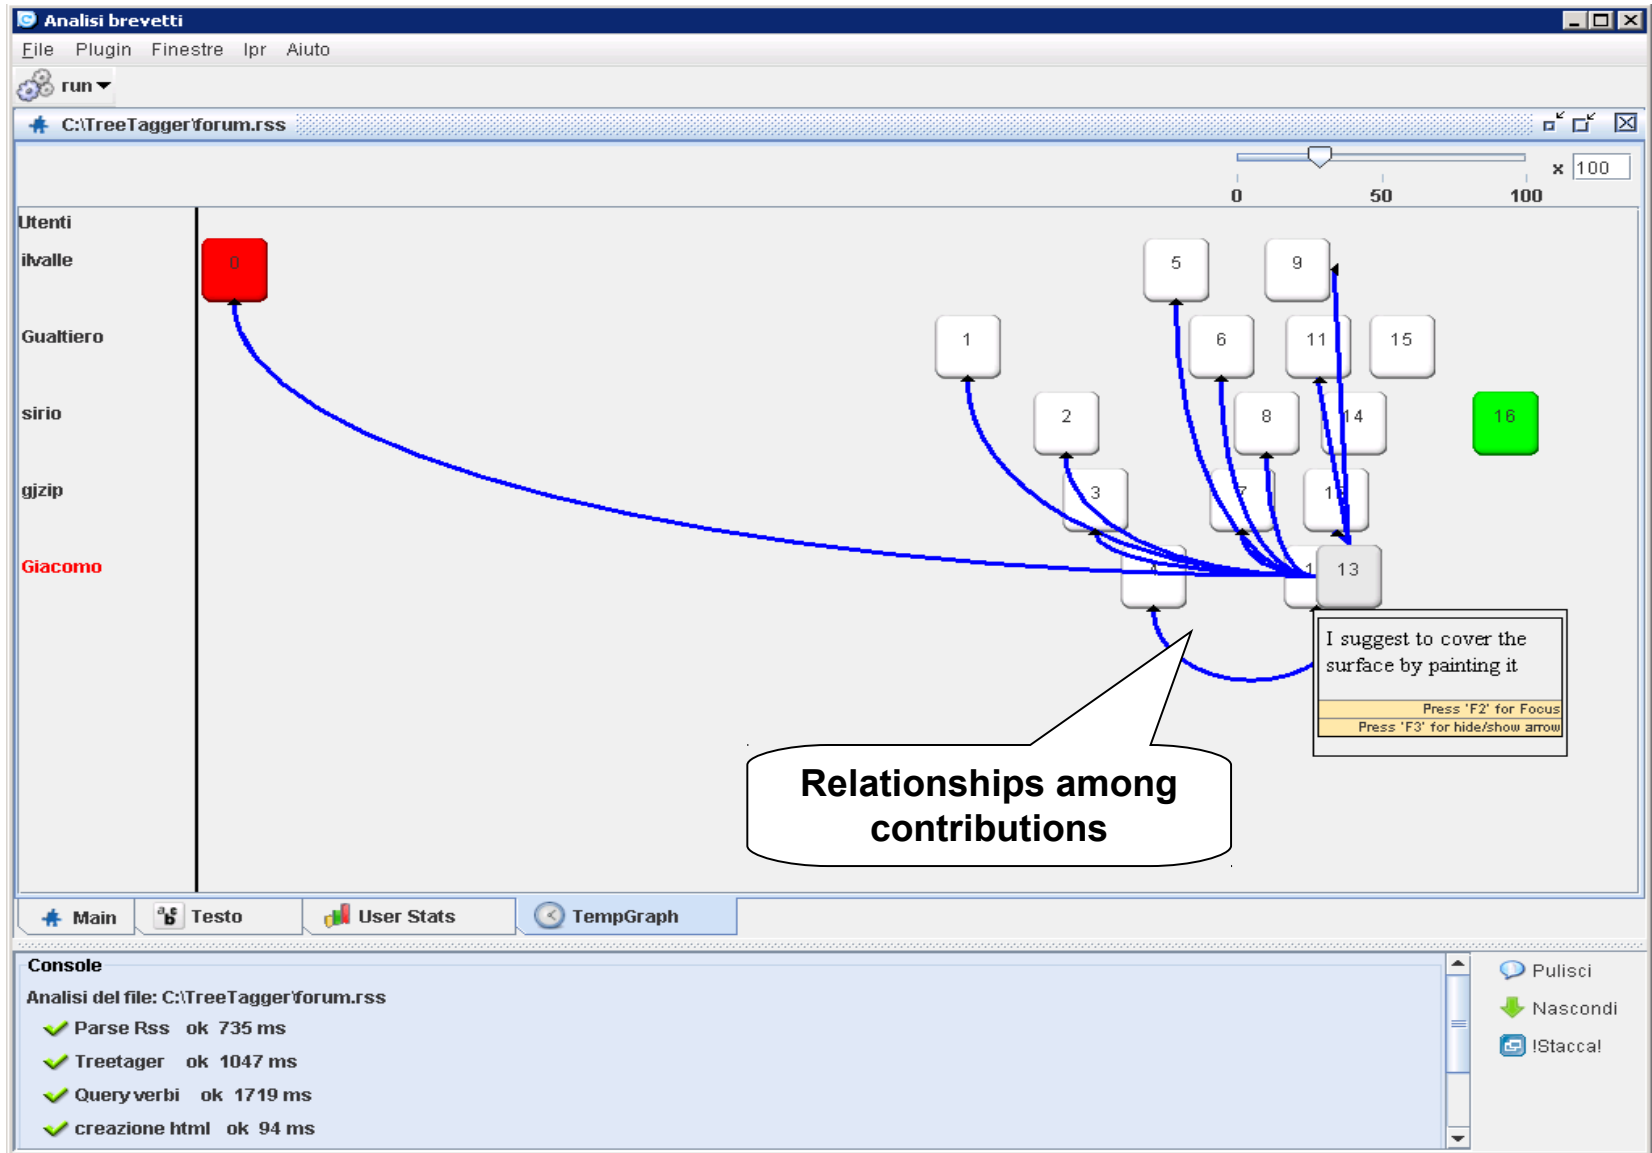 Analisi brevetti
File Plugin Finestre Ipr Aiuto
run
C:\TreeTagger\forum.rss
x 100
0 50 100
Utenti
ilvalle 0 5 9
Gualtiero 1 6 11 15
sirio 2 8 14 16
gjzip 3 7
Giacomo 4 13
I suggest to cover the
surface by painting it
Press 'F2' for Focus
Press 'F3' for hide/show arrow
Relationships among
contributions
Main Testo User Stats TempGraph
Console
Analisi del file: C:\TreeTagger\forum.rss
Parse Rss ok 735 ms
Treetager ok 1047 ms
Query verbi ok 1719 ms
creazione html ok 94 ms
Pulisci
Nascondi
!Stacca!